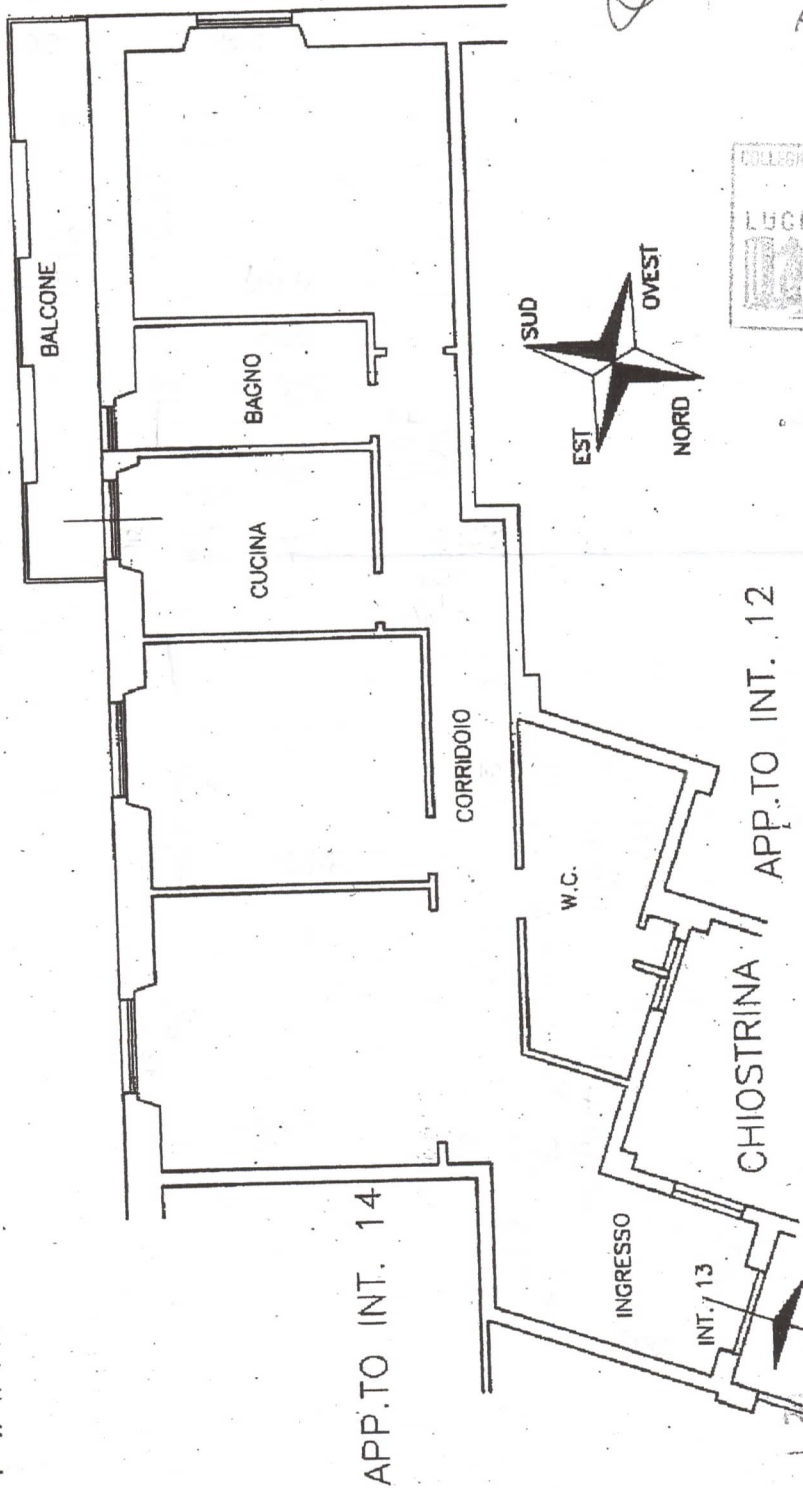 BALCONE
BAGNO
CUCINA
CORRIDOIO
W.C.
INGRESSO
INT. 13
APP.TO INT. 14
CHIOSTRINA
APP.TO INT. 12
SUD
OVEST
EST
NORD